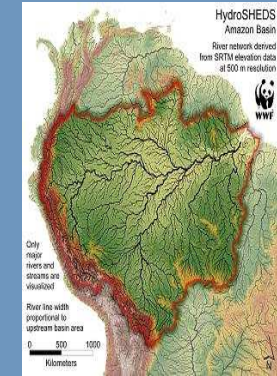 HydroSHEDS
Amazon Basin
River network derived
from SRTM elevation data
at 500 m resolution
WWF
Only
major
rivers and
streams are
visualized
River line width
proportional to
upstream basin area
0 500 1000
Kilometers